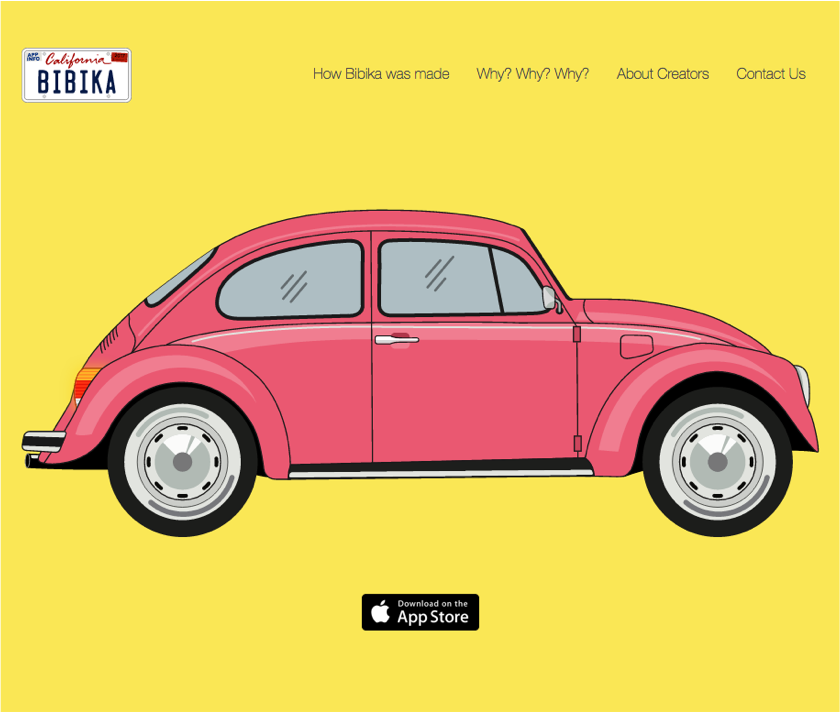 APP
INFO
California
2017
BIBIKA
How Bibika was made
Why? Why? Why?
About Creators
Contact Us
Download on the
App Store